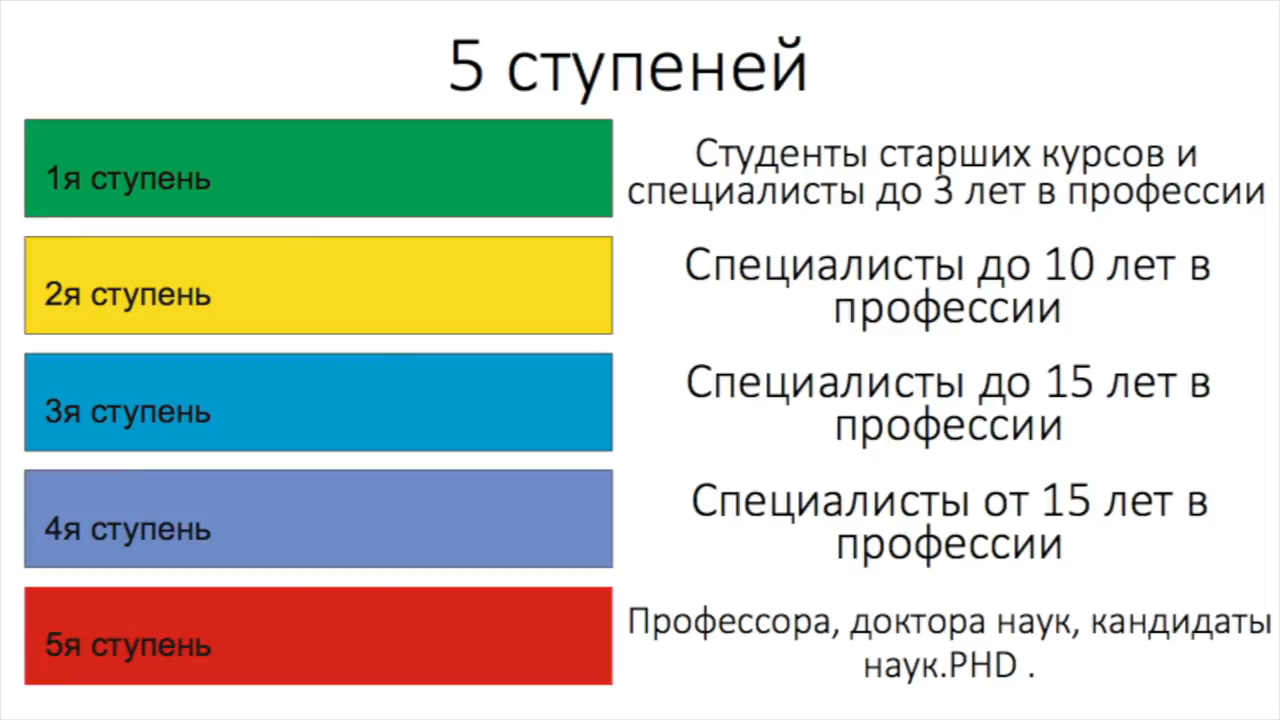 5 ступеней
1я ступень
Студенты старших курсов и
специалисты до 3 лет в профессии
2я ступень
Специалисты до 10 лет в
профессии
3я ступень
Специалисты до 15 лет в
профессии
4я ступень
Специалисты от 15 лет в
профессии
5я ступень
Профессора, доктора наук, кандидаты
наук.PHD .